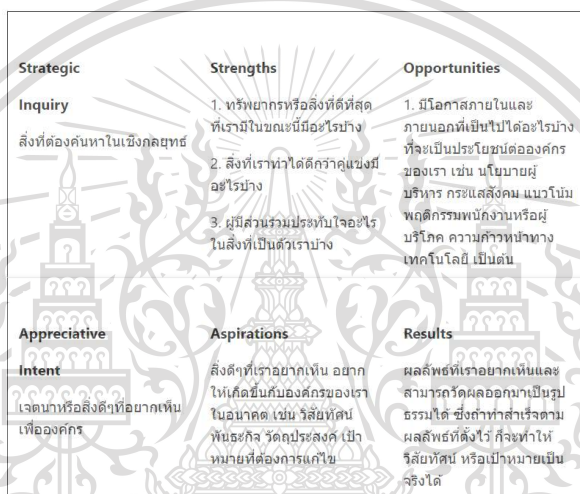 Strategic
Inquiry
สิ่งที่ต้องค้นหาในเชิงกลยุทธ์
Strengths
1. ทรัพยากรหรือสิ่งที่ดีที่สุด
ที่เรามีในขณะนี้มีอะไรบ้าง
2. สิ่งที่เราทำได้ดีกว่าคู่แข่งมี
อะไรบ้าง
3. ผู้มีส่วนร่วมประทับใจอะไร
ในสิ่งที่เป็นตัวเราบ้าง
Opportunities
1. มีโอกาสภายในและ
ภายนอกที่เป็นไปได้อะไรบ้าง
ที่จะเป็นประโยชน์ต่อองค์กร
ของเรา เช่น นโยบายผู้
บริหาร กระแสสังคม แนวโน้ม
พฤติกรรมพนักงานหรือผู้
บริโภค ความก้าวหน้าทาง
เทคโนโลยี เป็นต้น
Appreciative
Intent
เจตนาหรือสิ่งดีๆที่อยากเห็น
เพื่อองค์กร
Aspirations
สิ่งดีๆที่เราอยากเห็น อยาก
ให้เกิดขึ้นกับองค์กรของเรา
ในอนาคต เช่น วิสัยทัศน์
พันธะกิจ วัตถุประสงค์ เป้า
หมายที่ต้องการแก้ไข
Results
ผลลัพธ์ที่เราอยากเห็นและ
สามารถวัดผลออกมาเป็นรูป
ธรรมได้ ซึ่งถ้าทำสำเร็จตาม
ผลลัพธ์ที่ตั้งไว้ ก็จะทำให้
วิสัยทัศน์ หรือเป้าหมายเป็น
จริงได้